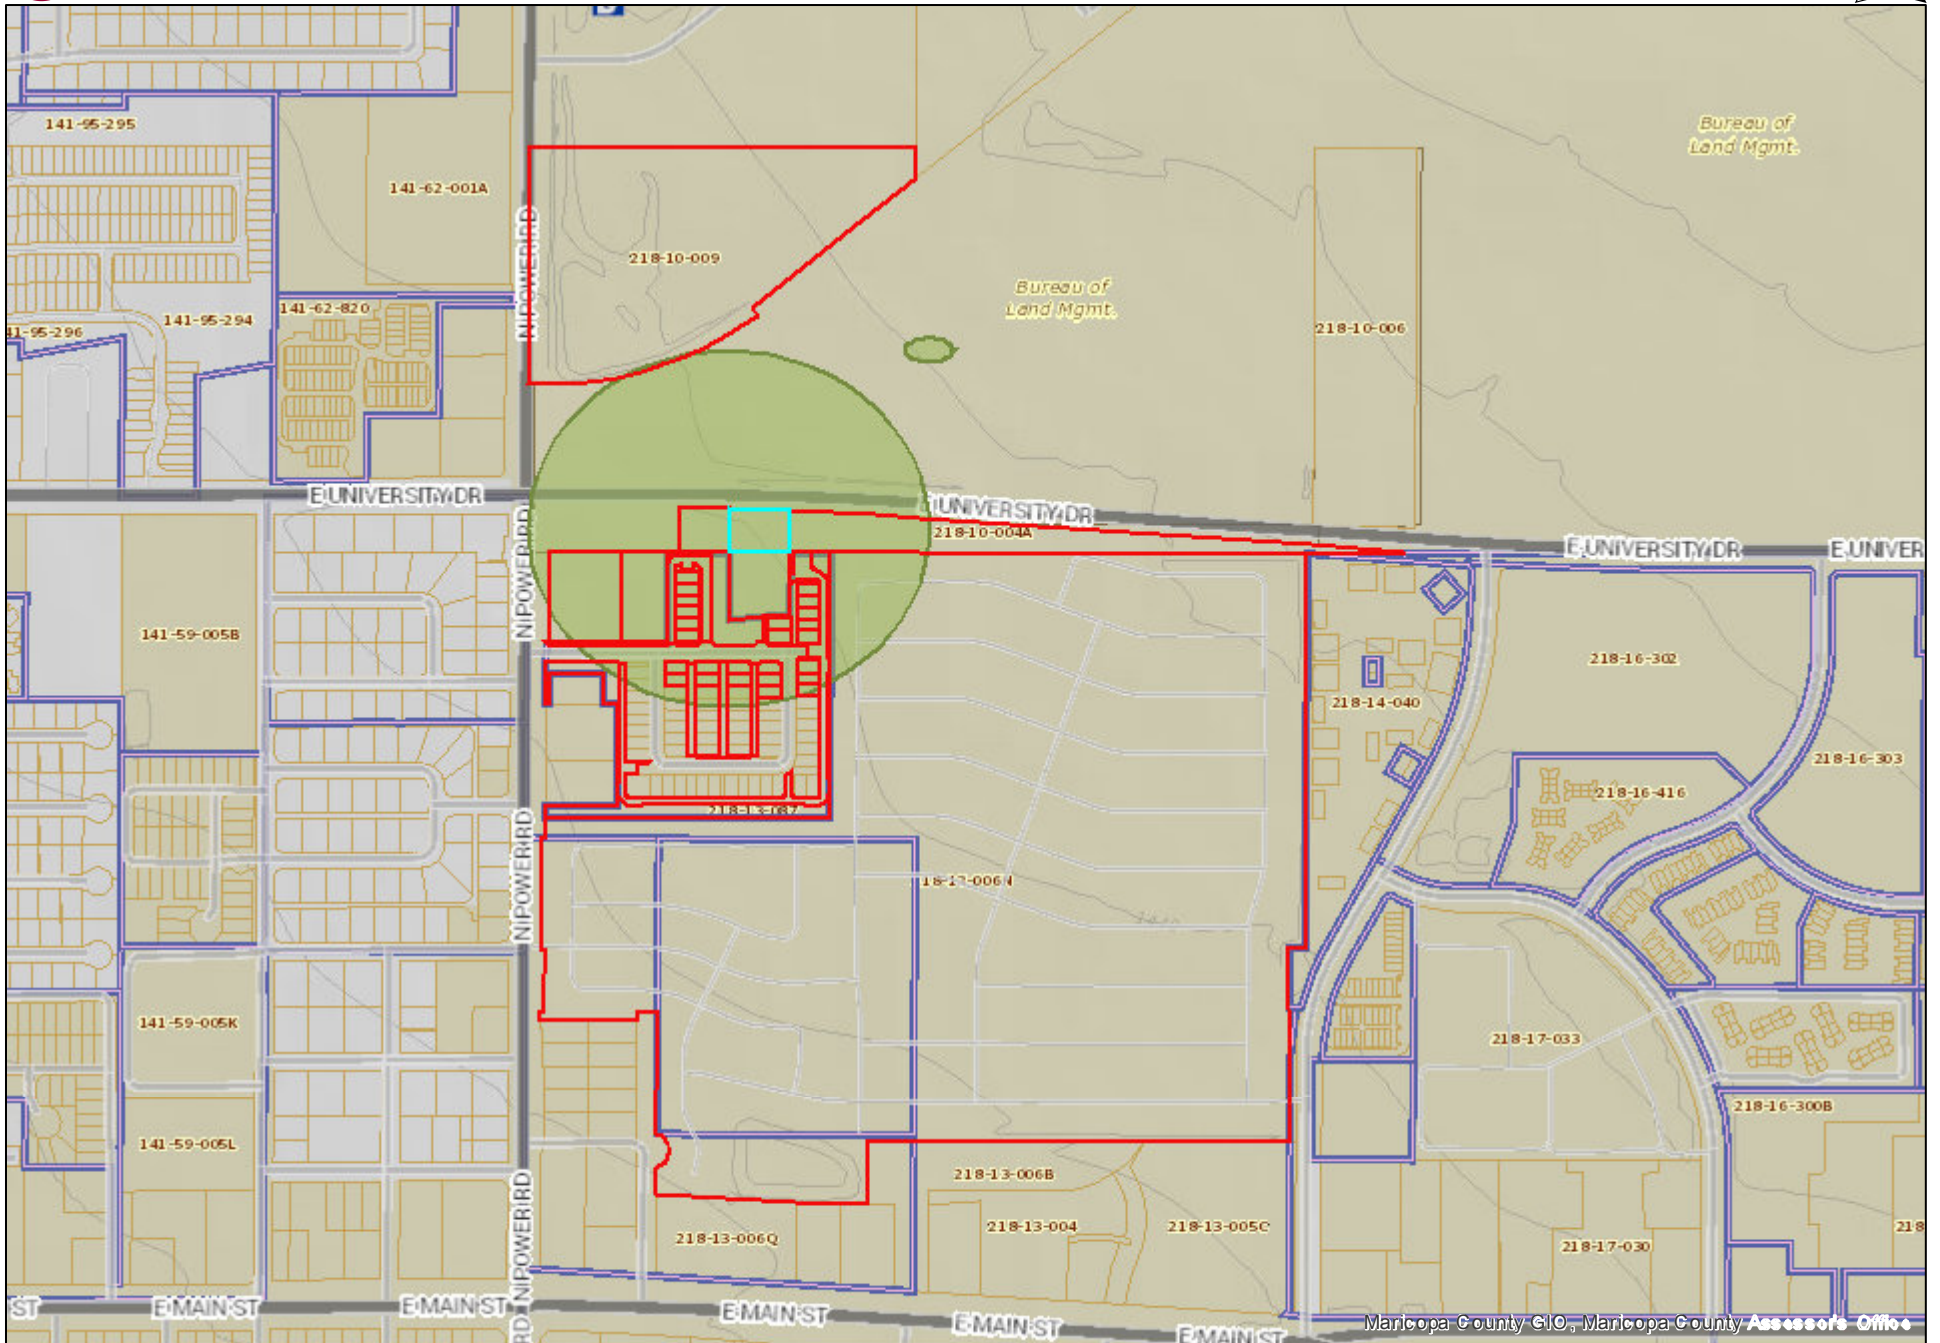 141-95-295
Bureau of
Land Mgmt.
141-62-001A
N POWER RD
218-10-009
Bureau of
Land Mgmt.
141-62-820
141-95-294
218-10-006
E UNIVERSITY DR
E UNIVERSITY DR
218-10-004A
E UNIVERSITY DR
N POWER RD
141-59-005B
218-16-302
218-14-040
218-16-303
218-16-416
218-13-087
N POWER RD
141-59-005K
218-17-033
218-16-300B
141-59-005L
218-13-006B
N POWER RD
218-13-004
218-13-005C
218-13-006Q
218-17-030
ST
E MAIN ST
E MAIN ST
E MAIN ST
E MAIN ST
E MAIN ST
Maricopa County GIO, Maricopa County Assessor's Office